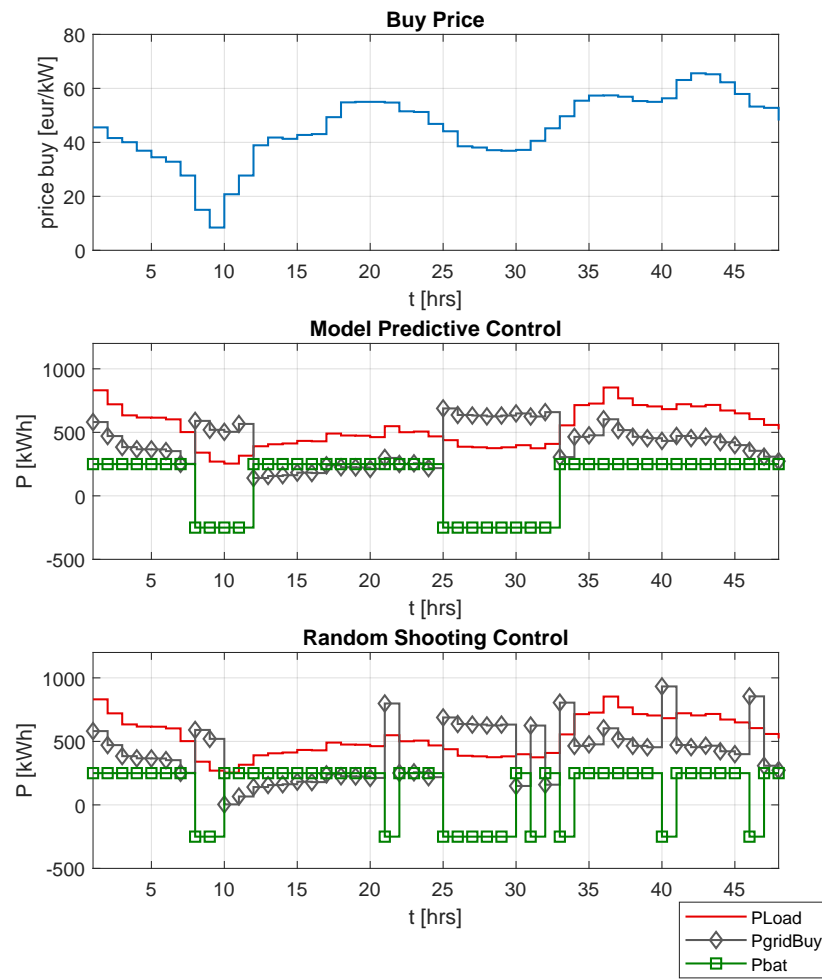 Buy Price
80
60
40
20
0
price buy [eur/kW]
5 10 15 20 25 30 35 40 45
t [hrs]
Model Predictive Control
1000
500
0
-500
P [kWh]
5 10 15 20 25 30 35 40 45
t [hrs]
Random Shooting Control
1000
500
0
-500
P [kWh]
5 10 15 20 25 30 35 40 45
t [hrs]
PLoad
PgridBuy
Pbat